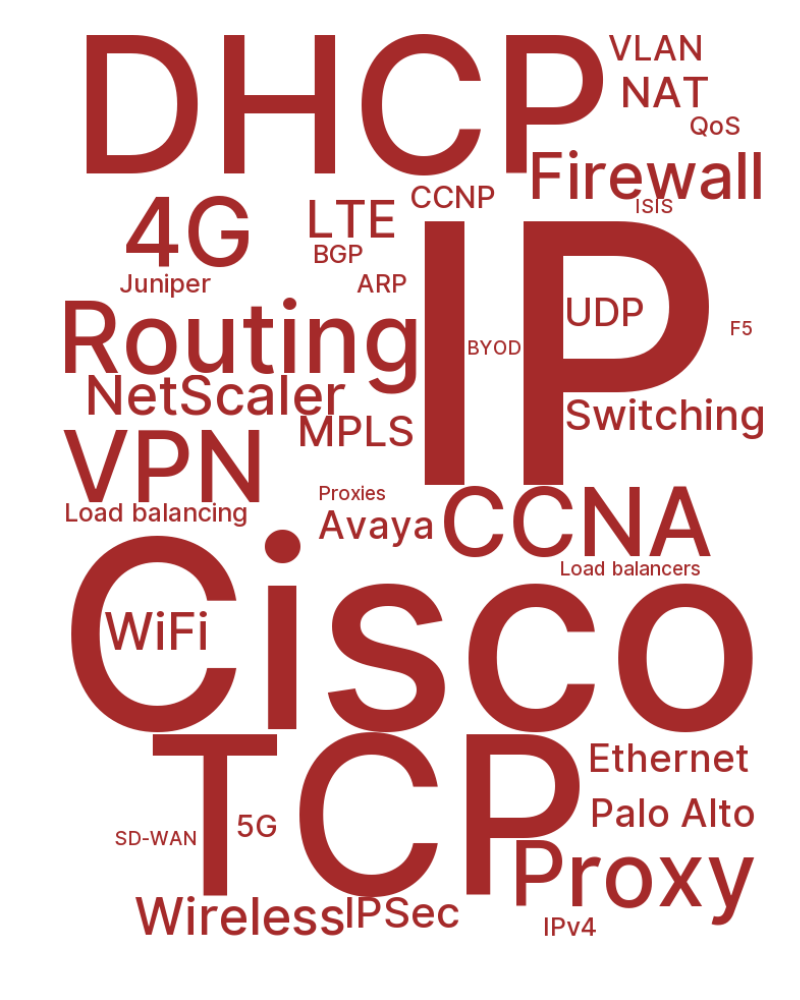 DHCP
VLAN
NAT
QoS
Firewall
CCNP
ISIS
4G
LTE
BGP
ARP
Juniper
IP
UDP
F5
BYOD
Routing
NetScaler
MPLS
Switching
VPN
Load balancing
Proxies
Avaya
CCNA
Load balancers
Cisco
WiFi
TCP
Ethernet
Palo Alto
5G
SD-WAN
Proxy
Wireless
IPSec
IPv4